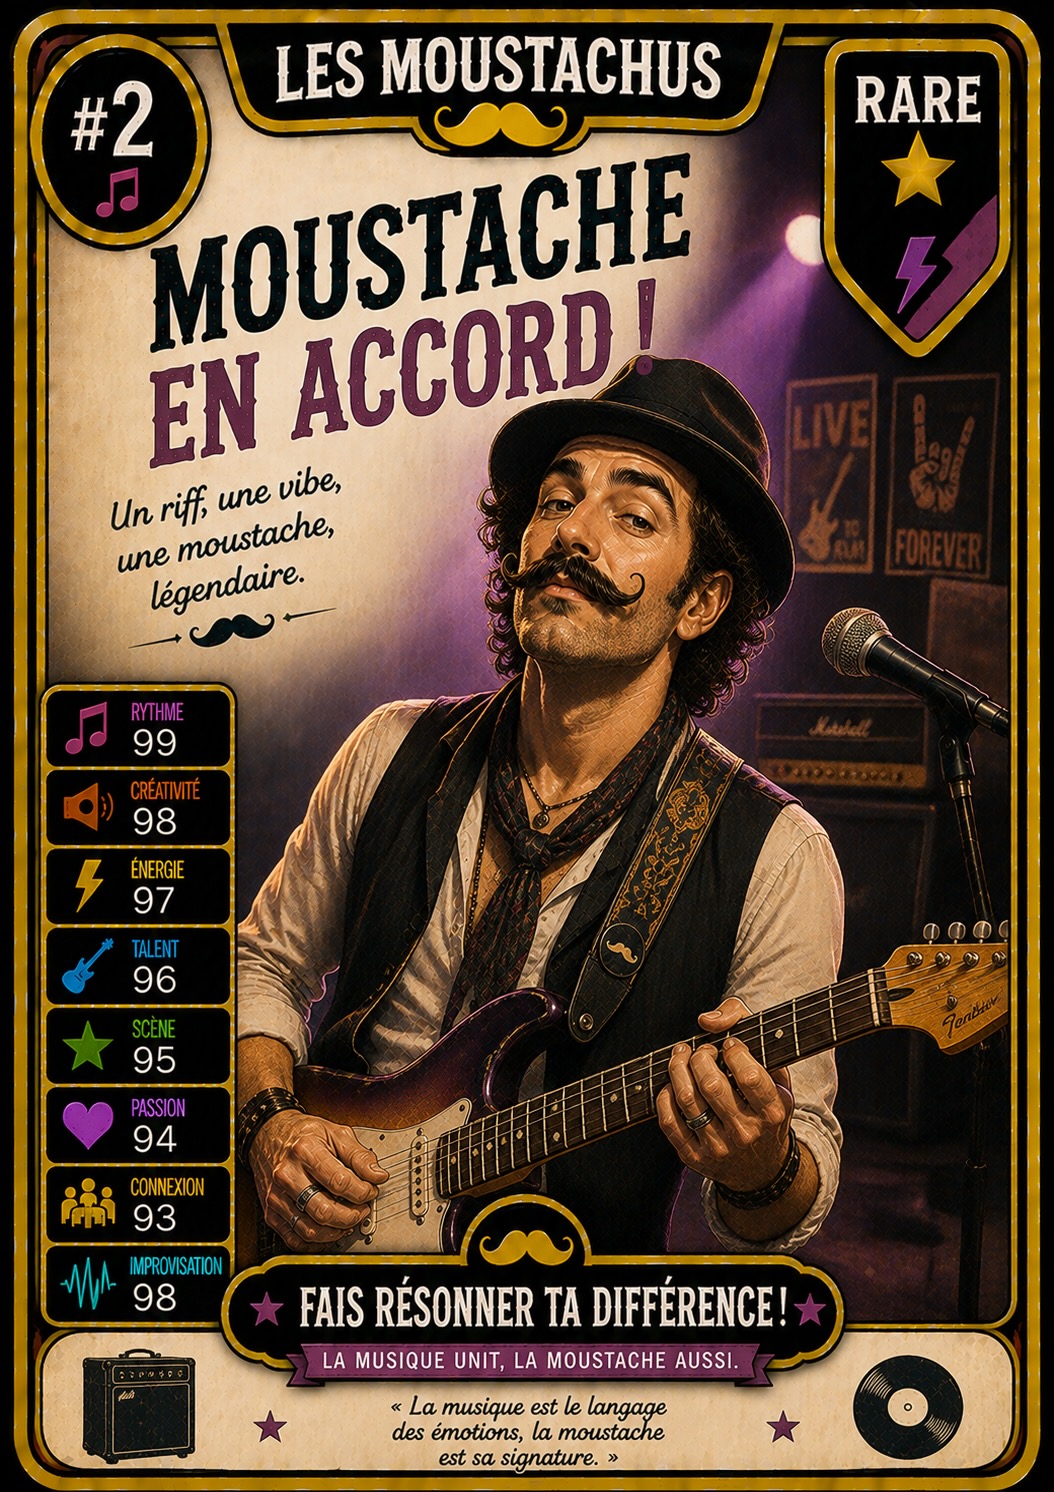 LES MOUSTACHUS
#2
RARE
MOUSTACHE
EN ACCORD !
Un riff, une vibe,
une moustache,
légendaire.
LIVE
FOREVER
Marshall
RYTHME
99
CRÉATIVITÉ
98
ÉNERGIE
97
TALENT
96
SCÈNE
95
PASSION
94
CONNEXION
93
IMPROVISATION
98
FAIS RÉSONNER TA DIFFÉRENCE !
LA MUSIQUE UNIT, LA MOUSTACHE AUSSI.
« La musique est le langage
des émotions, la moustache
est sa signature. »